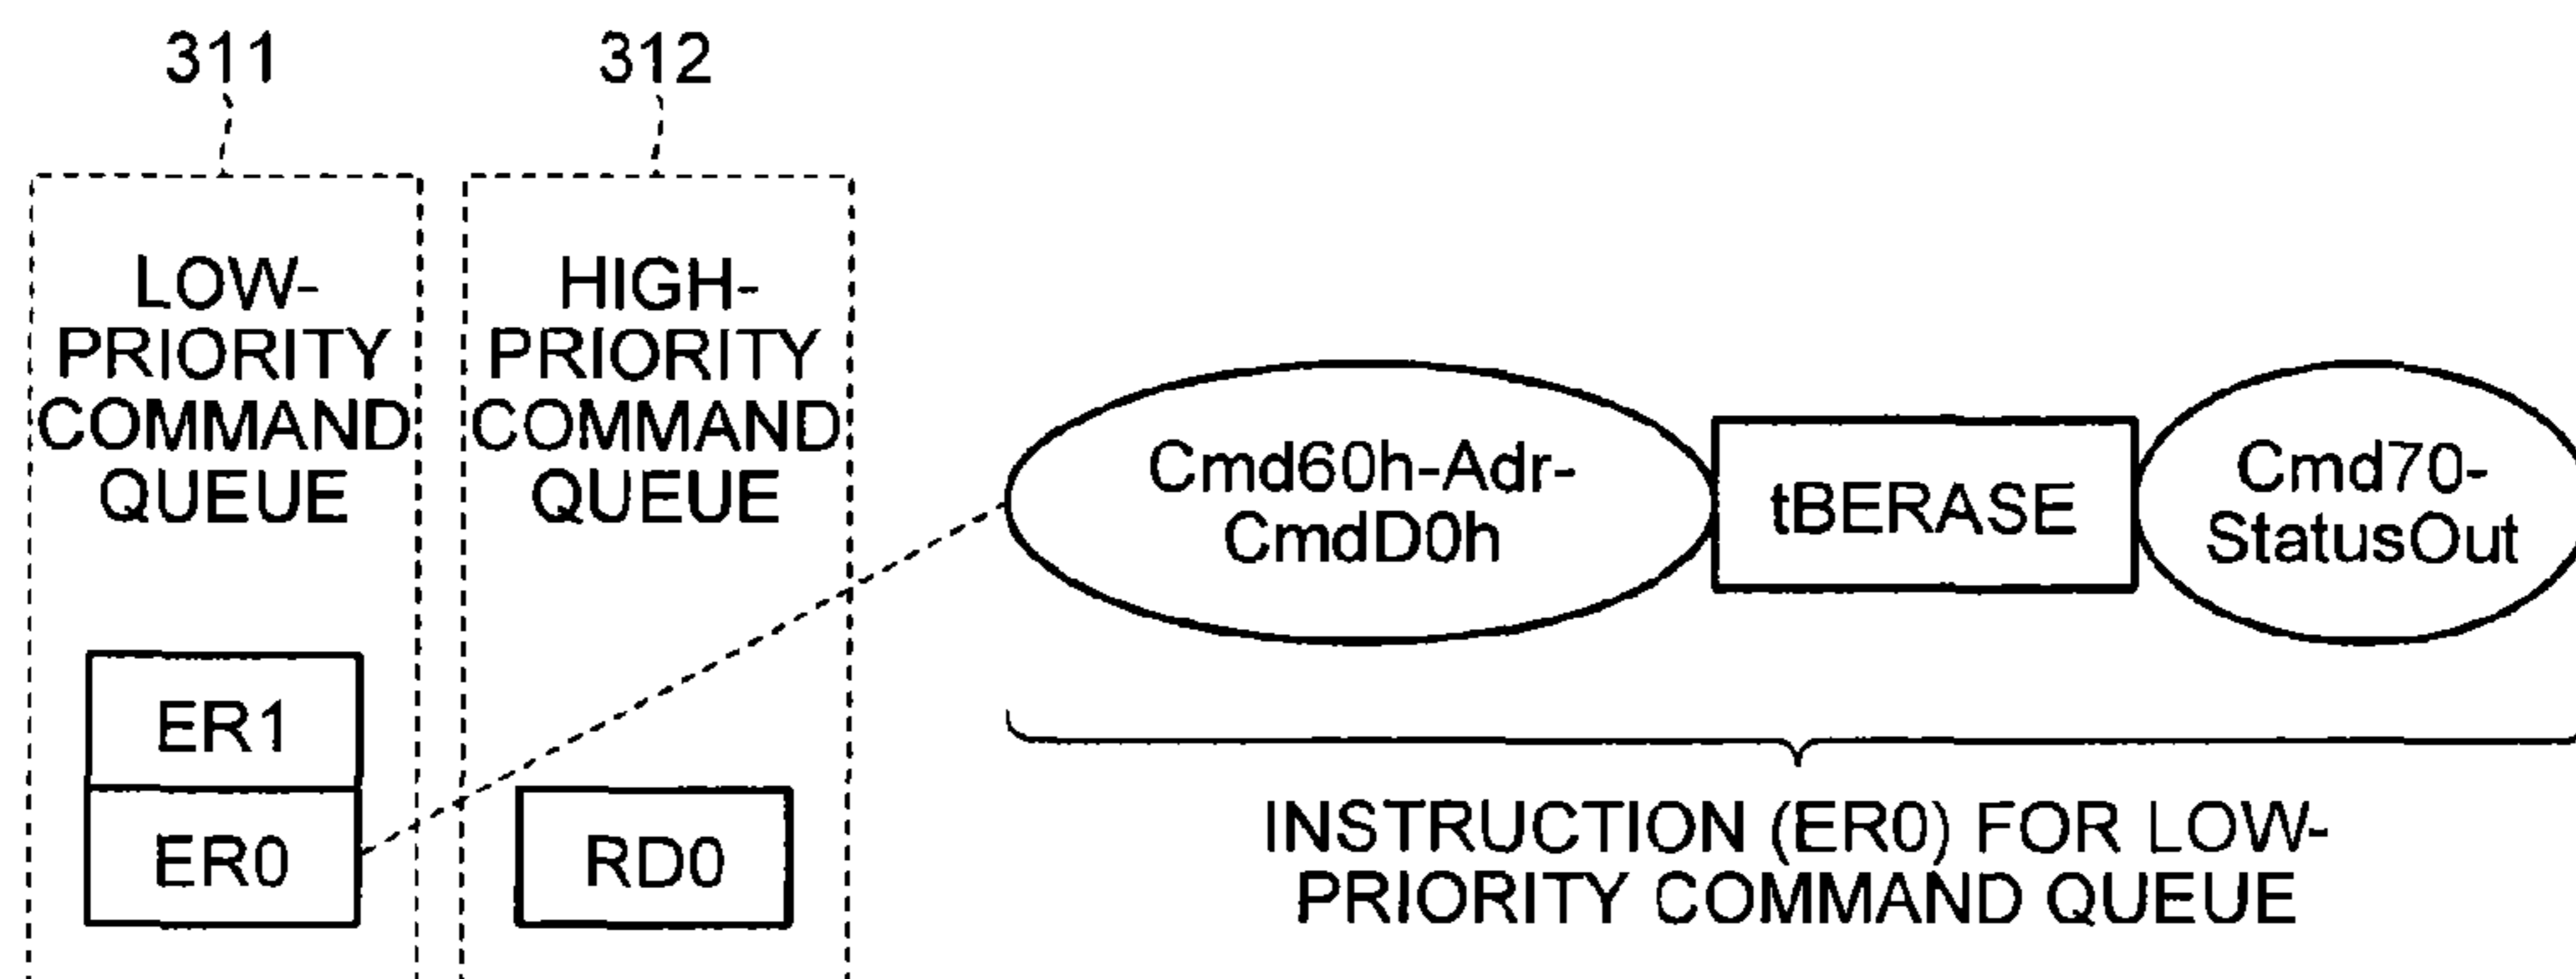 311
312
LOW-
PRIORITY
COMMAND
QUEUE
HIGH-
PRIORITY
COMMAND
QUEUE
Cmd60h-Adr-
CmdD0h
tBERASE
Cmd70-
StatusOut
ER1
ER0
RD0
INSTRUCTION (ER0) FOR LOW-
PRIORITY COMMAND QUEUE